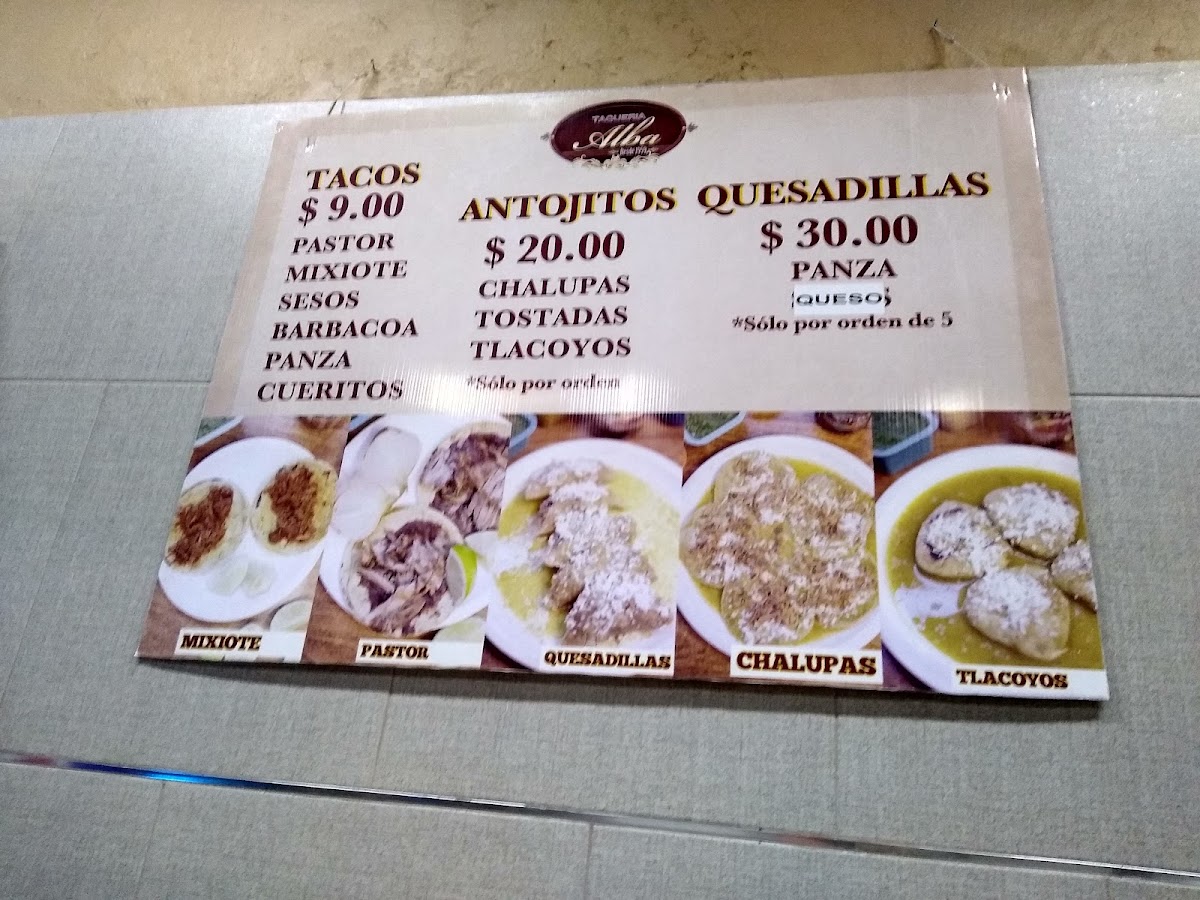 TAQUERIA
Alba
TACOS
$ 9.00
PASTOR
MIXIOTE
SESOS
BARBACOA
PANZA
CUERITOS
ANTOJITOS
$ 20.00
CHALUPAS
TOSTADAS
TLACOYOS
*Sólo por orden
QUESADILLAS
$ 30.00
PANZA
QUESO
*Sólo por orden de 5
MIXIOTE
PASTOR
QUESADILLAS
CHALUPAS
TLACOYOS